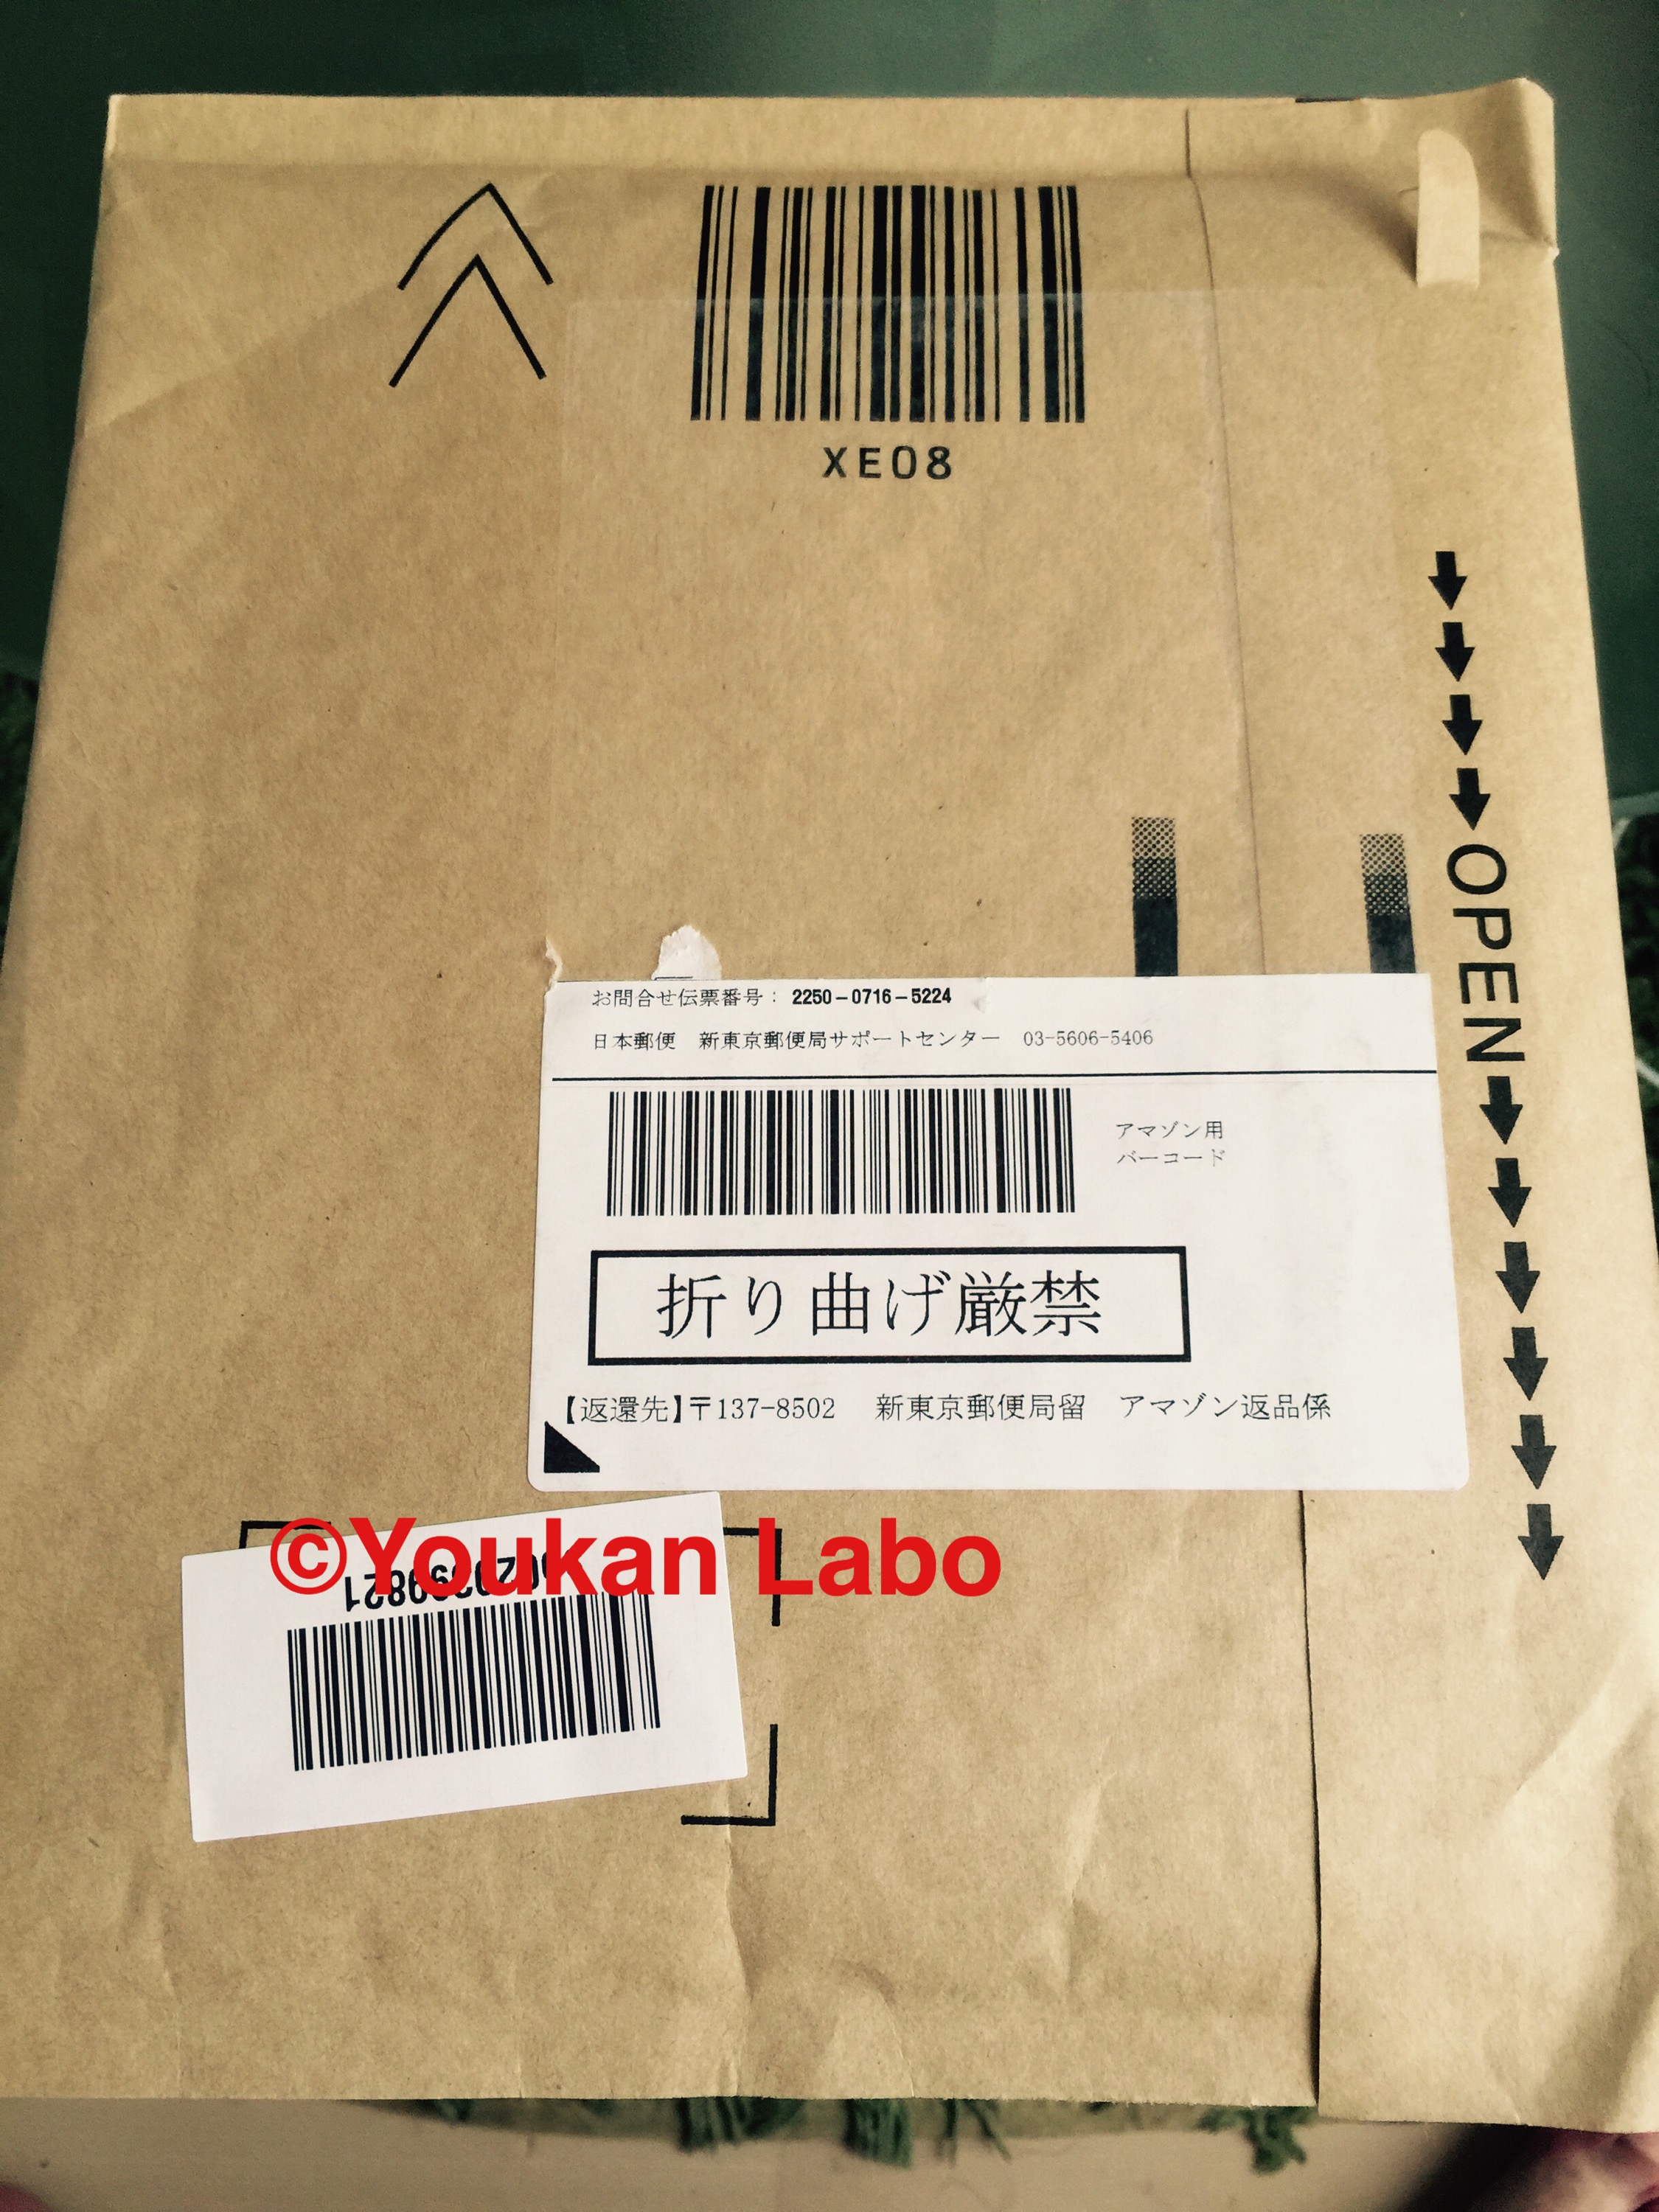 XE08
OPEN
お問合せ伝票番号： 2250－0716－5224
日本郵便　新東京郵便局サポートセンター　03-5606-5406
アマゾン用
バーコード
折り曲げ厳禁
【返還先】〒137-8502　新東京郵便局留　アマゾン返品係
©Youkan Labo